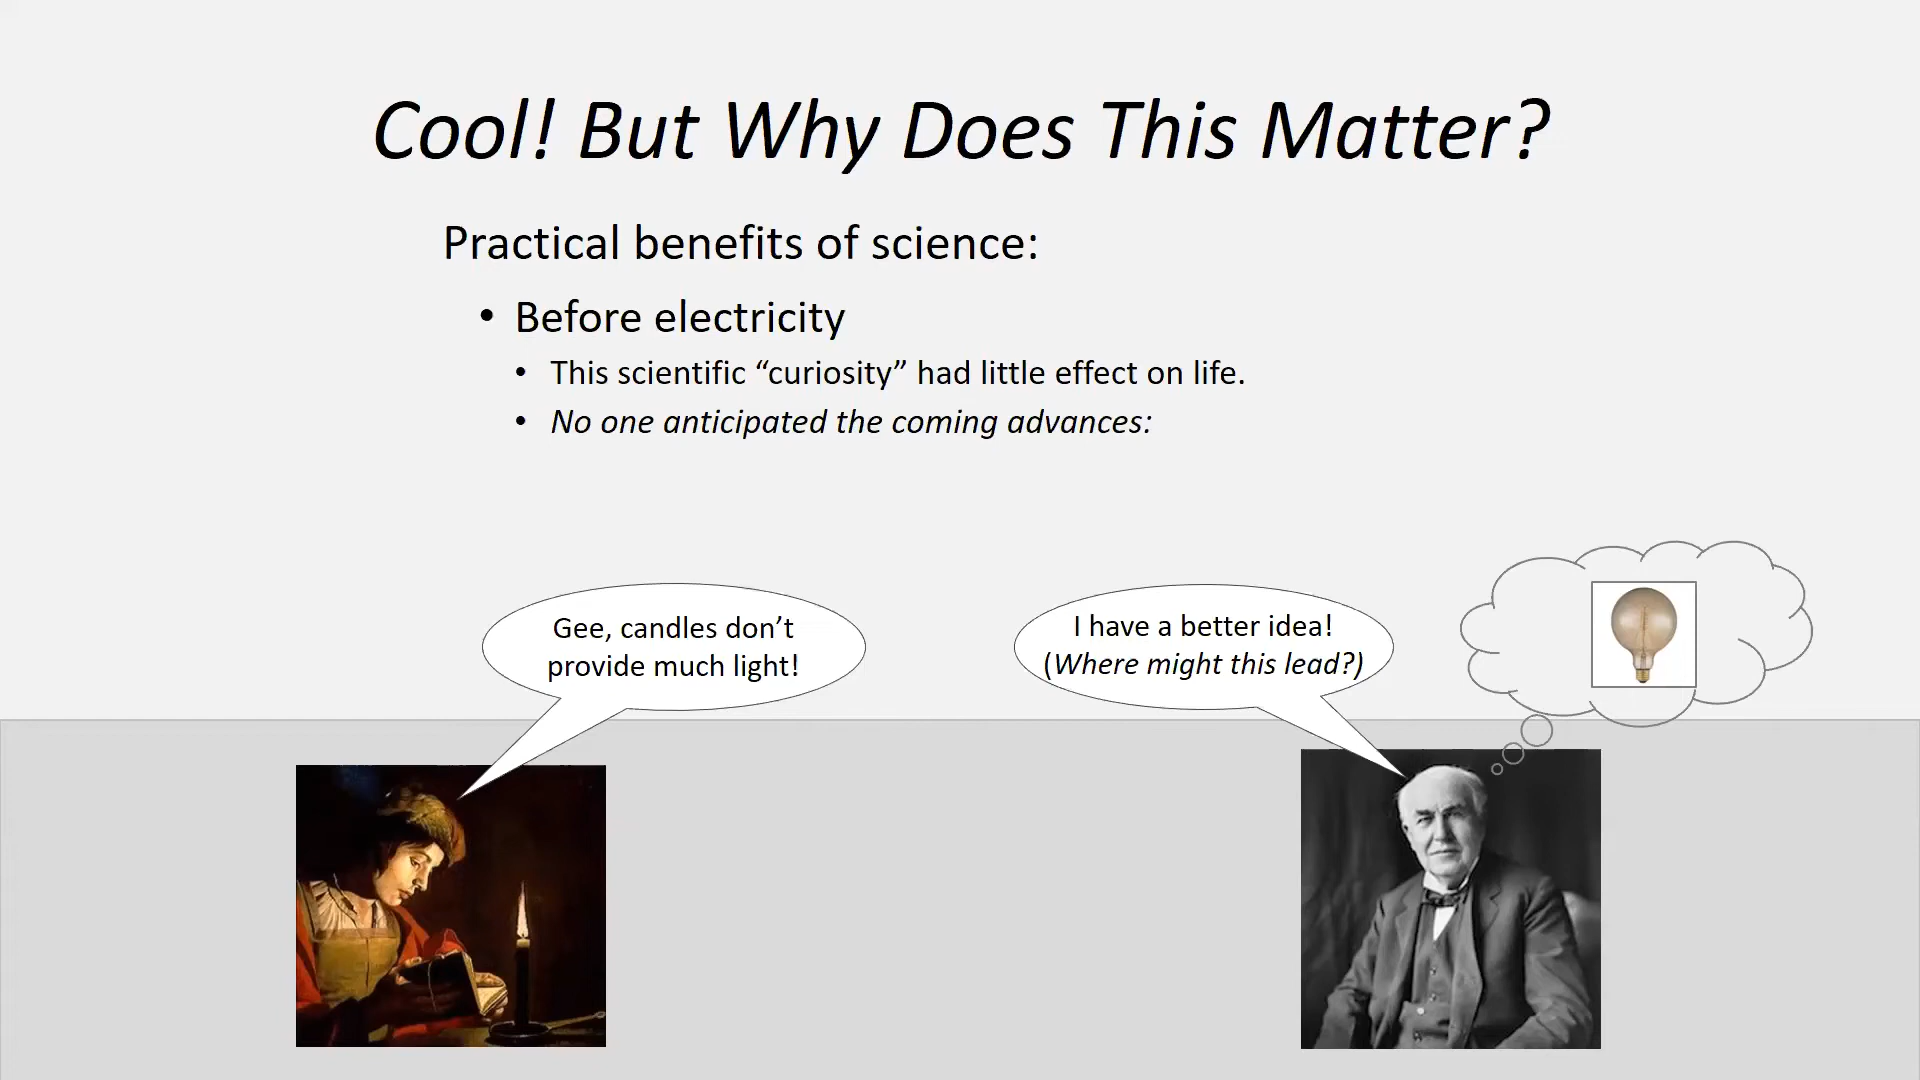 Cool! But Why Does This Matter?
Practical benefits of science:
• Before electricity
• This scientific “curiosity” had little effect on life.
• No one anticipated the coming advances:
Gee, candles don’t
provide much light!
I have a better idea!
(Where might this lead?)